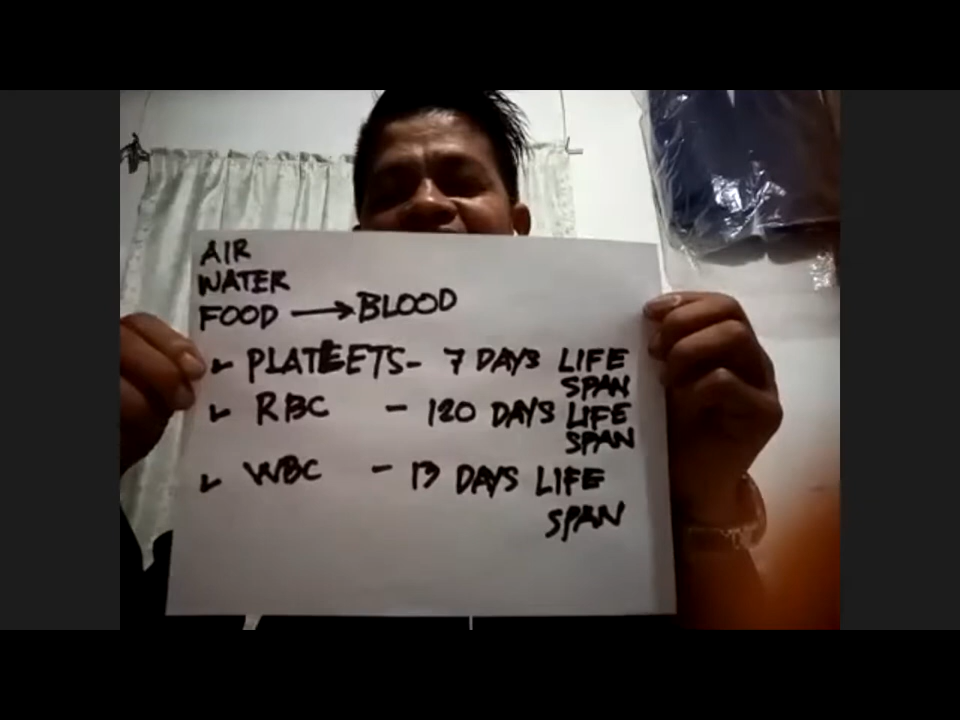 AIR
WATER
FOOD → BLOOD
✓ PLATEETS- 7 DAYS LIFE
SPAN
✓ RBC - 120 DAYS LIFE
SPAN
✓ WBC - 13 DAYS LIFE
SPAN